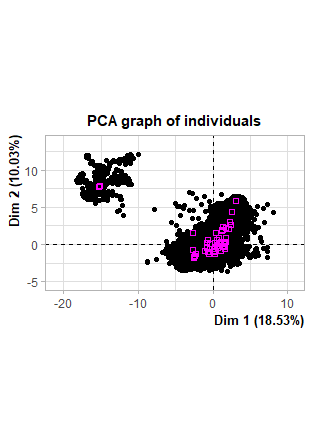 PCA graph of individuals
Dim 2 (10.03%)
10
5
0
-5
-20
-10
0
10
Dim 1 (18.53%)